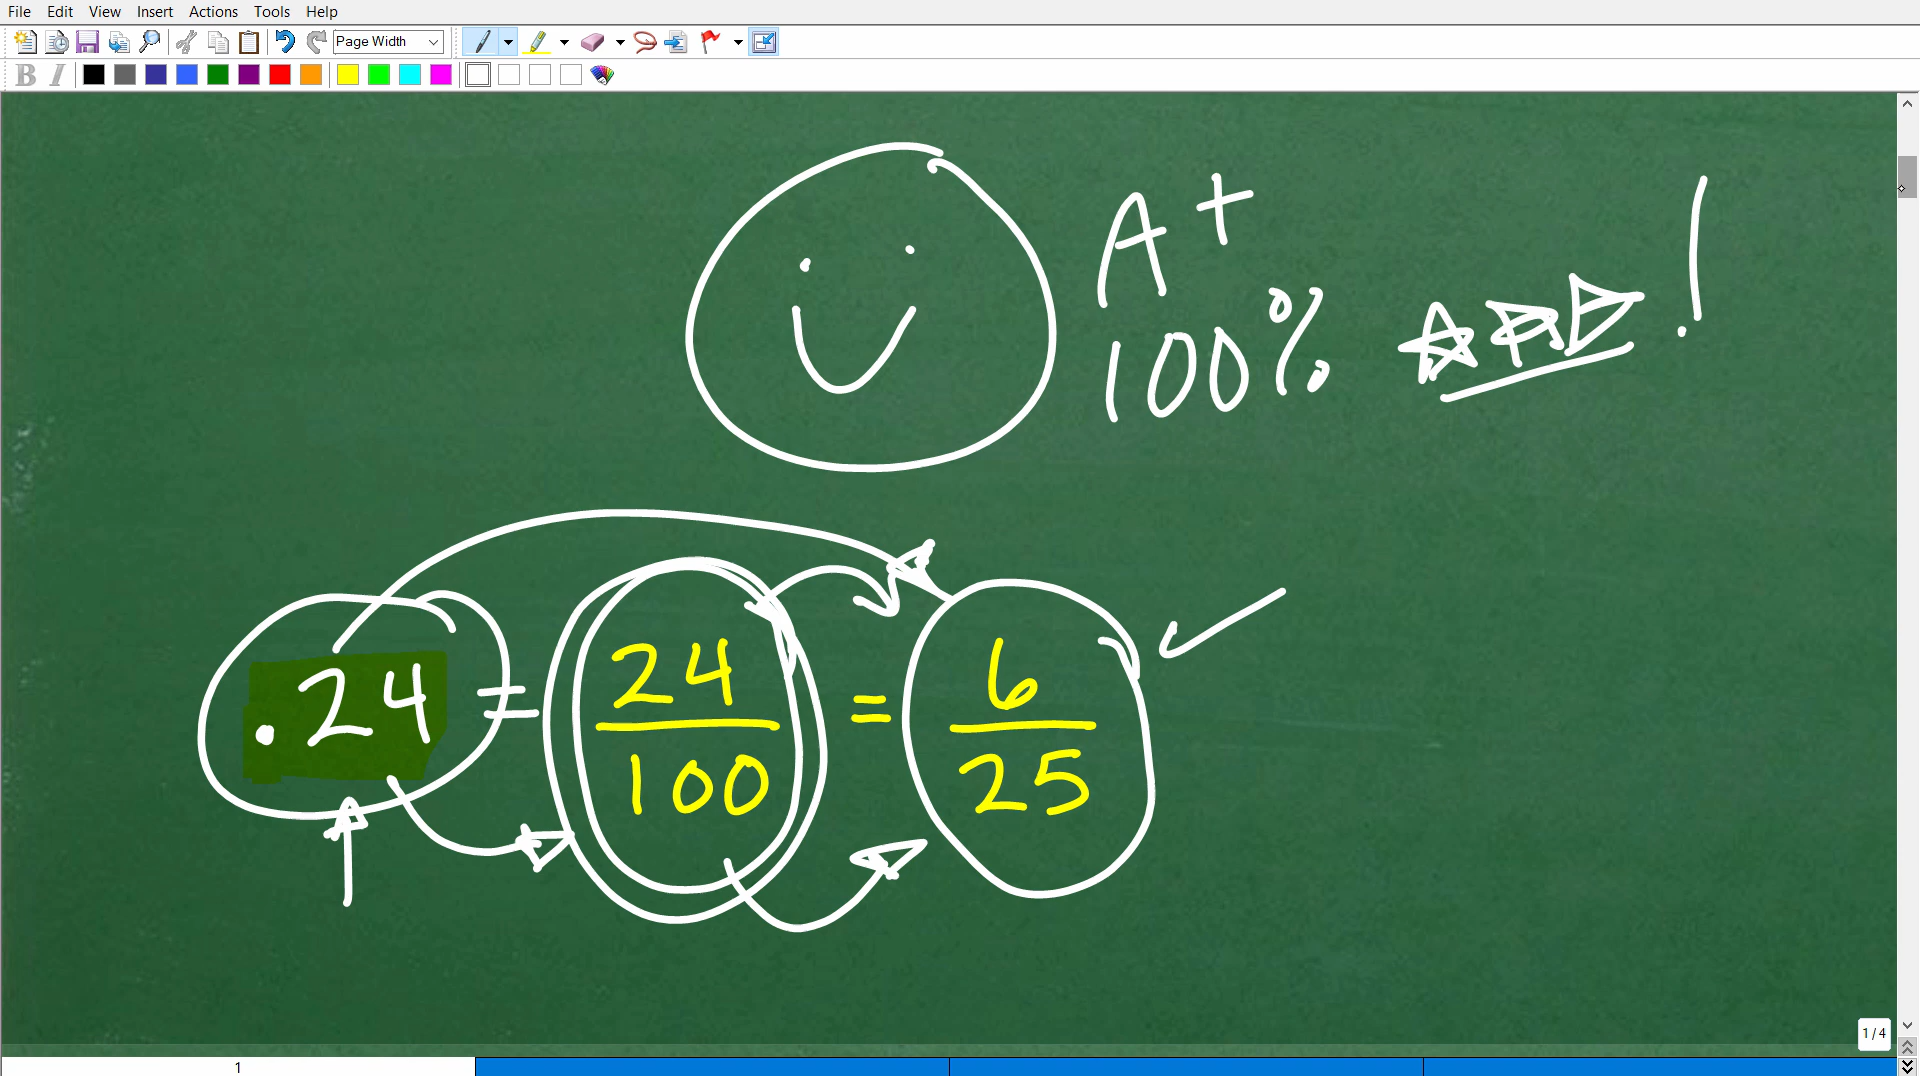 File Edit View Insert Actions Tools Help
Page Width
B I
A+
100% !
.24 = 24/100 = 6/25
1 / 4
1